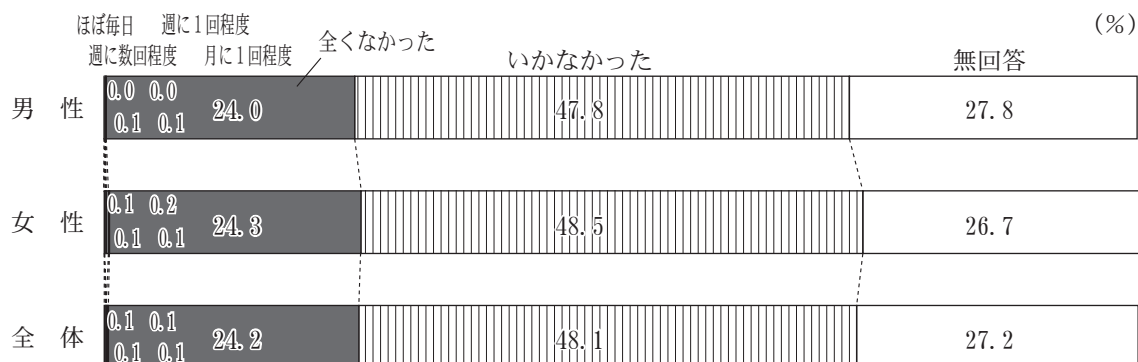 (%)
ほぼ毎日 週に1回程度
週に数回程度 月に1回程度 全くなかった いかなかった 無回答
0.0 0.0
男性 24.0 47.8 27.8
0.1 0.1
0.1 0.2
女性 24.3 48.5 26.7
0.1 0.1
0.1 0.1
全体 24.2 48.1 27.2
0.1 0.1